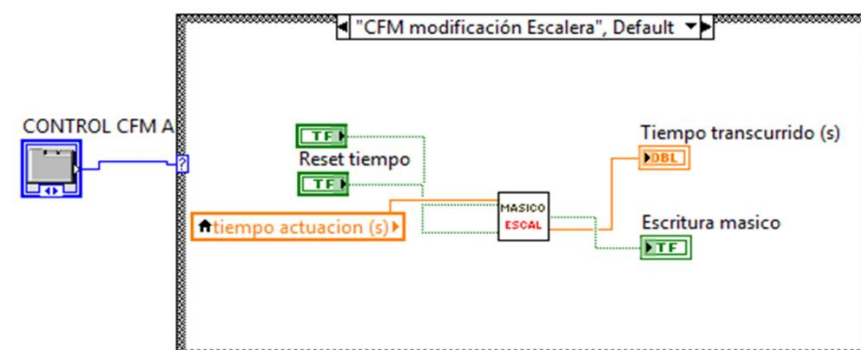 "CFM modificación Escalera", Default
CONTROL CFM A
TF
Reset tiempo
TF
tiempo actuacion (s)
?
MASICO
ESCAL
Tiempo transcurrido (s)
DBL
Escritura masico
TF